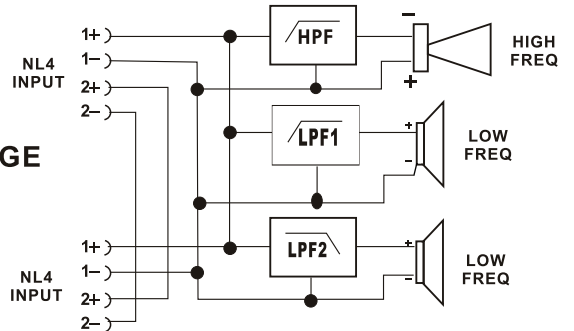 1+
1−
2+
2−
NL4
INPUT
HPF
−
+
HIGH
FREQ
GE
LPF1
+
-
LOW
FREQ
1+
1−
2+
2−
NL4
INPUT
LPF2
+
-
LOW
FREQ